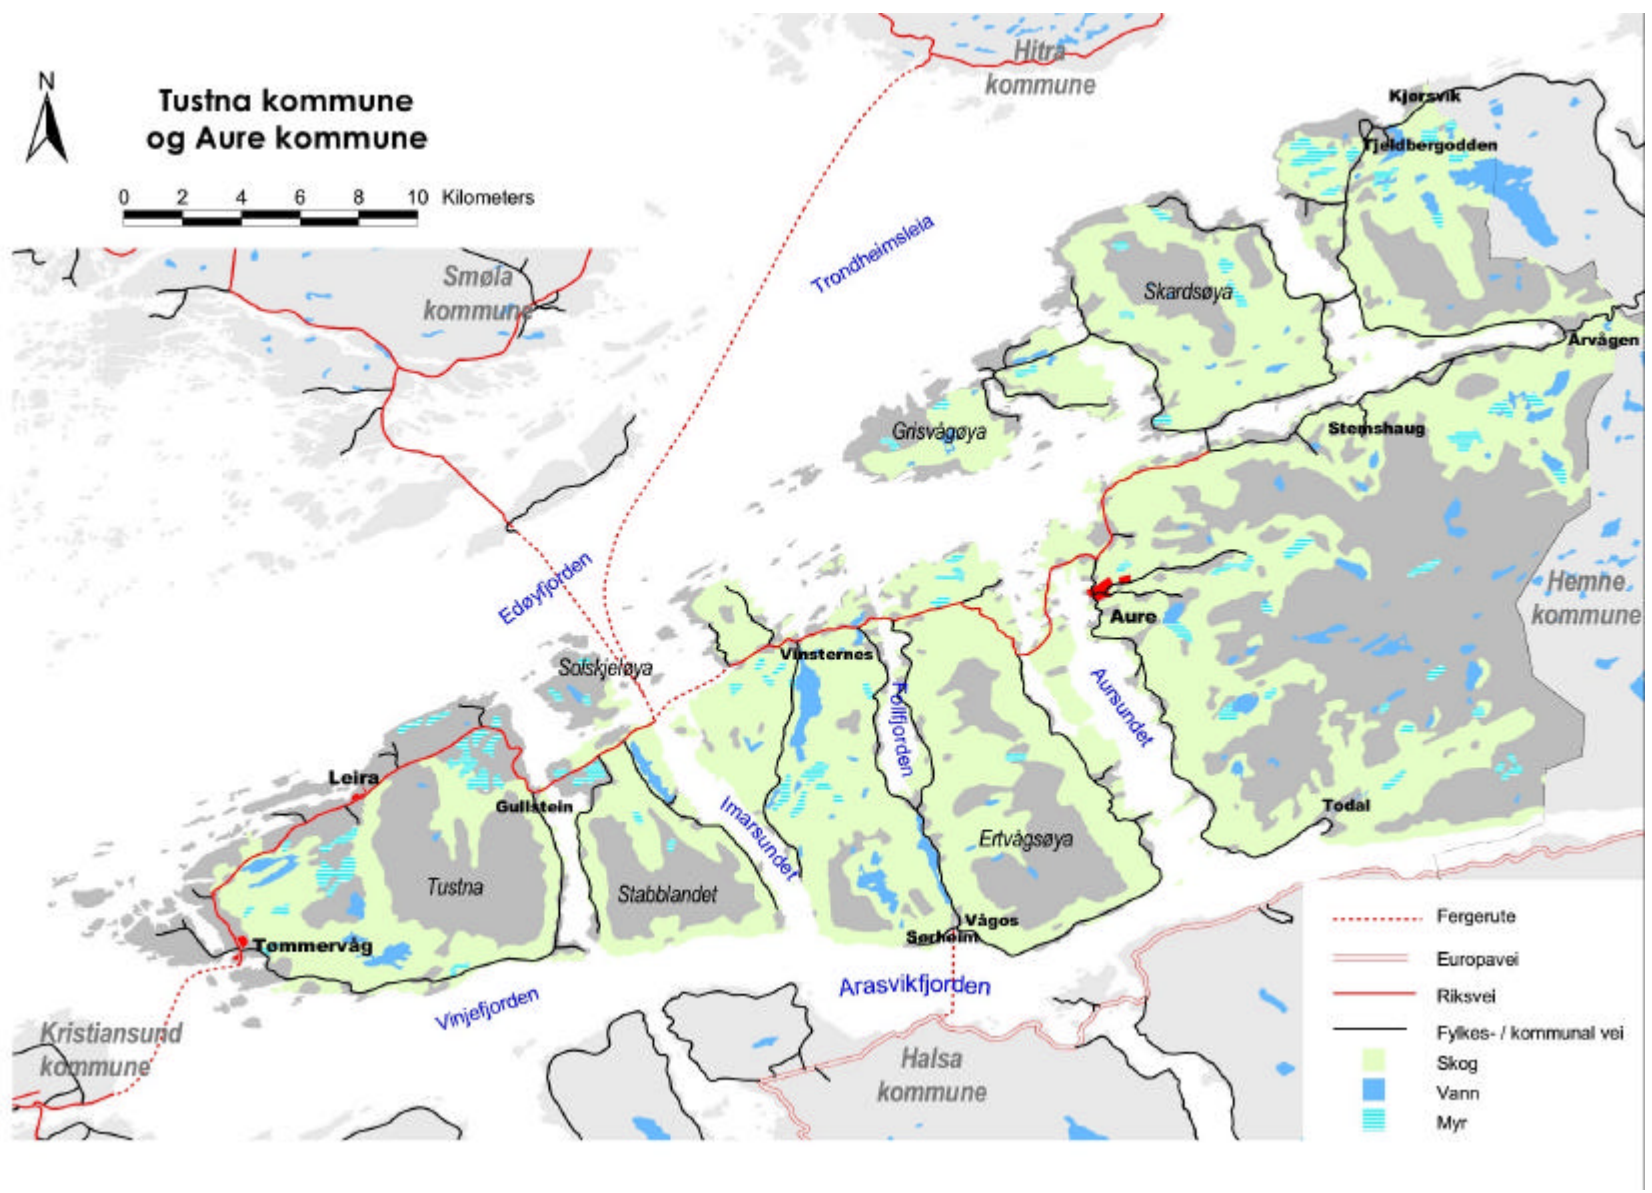 N
Tustna kommune
og Aure kommune
0 2 4 6 8 10 Kilometers
Hitra
kommune
Kjørsvik
Tjeldbergodden
Trondheimsleia
Smøla
kommune
Skardsøya
Årvågen
Grisvågøya
Stemshaug
Edøyfjorden
Hemne
kommune
Aure
Vinsternes
Solskjeløya
Follfjorden
Aursundet
Leira
Gullstein
Imarsundet
Todal
Ertvågsøya
Tustna
Stabblandet
Vågos
Sørheim
Tømmervåg
Arasvikfjorden
Vinjefjorden
Kristiansund
kommune
Halsa
kommune
Fergerute
Europavei
Riksvei
Fylkes- / kommunal vei
Skog
Vann
Myr